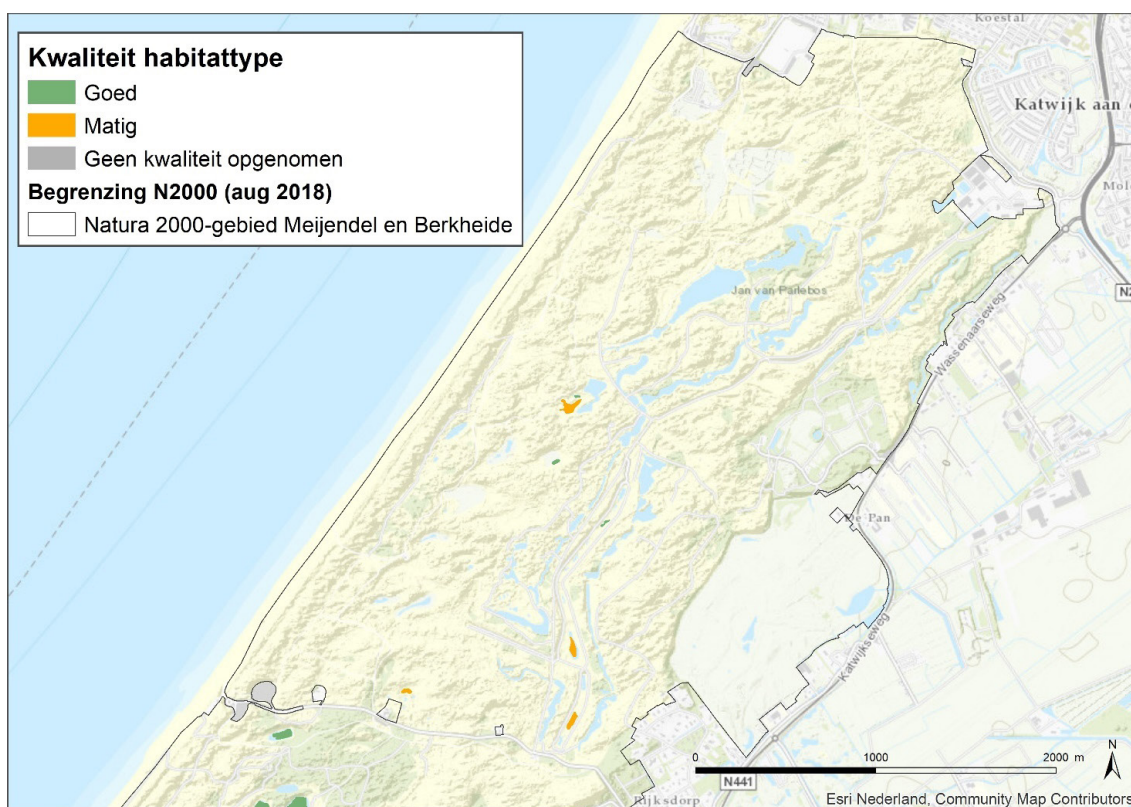 Kwaliteit habitattype
Goed
Matig
Geen kwaliteit opgenomen
Begrenzing N2000 (aug 2018)
Natura 2000-gebied Meijendel en Berkheide
Koestal
Katwijk aan
Jan van Pallebos
Wassenaarseweg
De Pan
Katwijkseweg
0 1000 2000 m
N
N441
Rijksdorp
Esri Nederland, Community Map Contributors